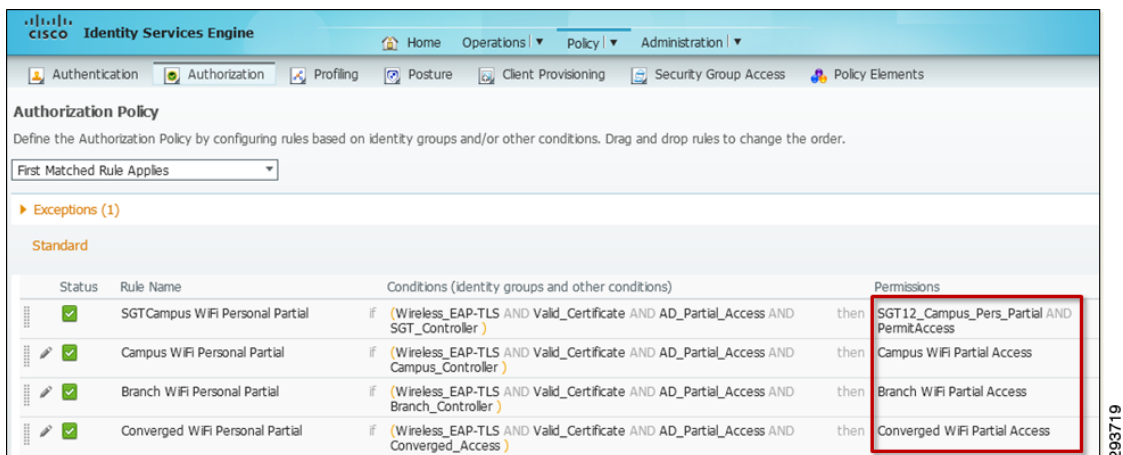 CISCO Identity Services Engine
Home Operations Policy Administration
Authentication Authorization Profiling Posture Client Provisioning Security Group Access Policy Elements
Authorization Policy
Define the Authorization Policy by configuring rules based on identity groups and/or other conditions. Drag and drop rules to change the order.
First Matched Rule Applies
Exceptions (1)
Standard
Status Rule Name Conditions (identity groups and other conditions) Permissions
SGTCampus WiFi Personal Partial if (Wireless_EAP-TLS AND Valid_Certificate AND AD_Partial_Access AND then SGT12_Campus_Pers_Partial AND
SGT_Controller ) PermitAccess
Campus WiFi Personal Partial if (Wireless_EAP-TLS AND Valid_Certificate AND AD_Partial_Access AND then Campus WiFi Partial Access
Campus_Controller )
Branch WiFi Personal Partial if (Wireless_EAP-TLS AND Valid_Certificate AND AD_Partial_Access AND then Branch WiFi Partial Access
Branch_Controller )
Converged WiFi Personal Partial if (Wireless_EAP-TLS AND Valid_Certificate AND AD_Partial_Access AND then Converged WiFi Partial Access
Converged_Access )
293719